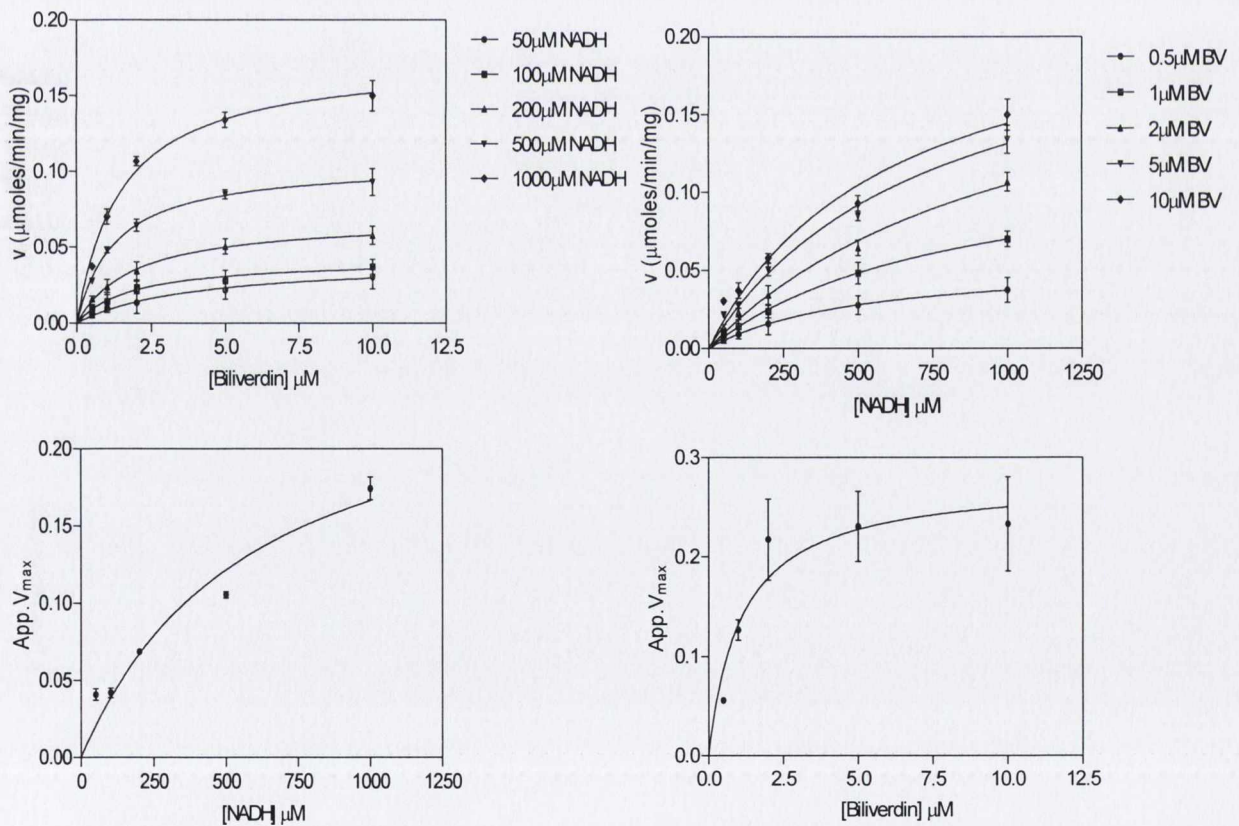 0.20
0.15
0.10
0.05
0.00
v (µmoles/min/mg)
0.0 2.5 5.0 7.5 10.0 12.5
[Biliverdin] µM
50µM NADH
100µM NADH
200µM NADH
500µM NADH
1000µM NADH
0.20
0.15
0.10
0.05
0.00
v (µmoles/min/mg)
0 250 500 750 1000 1250
[NADH] µM
0.5µM BV
1µM BV
2µM BV
5µM BV
10µM BV
0.20
0.15
0.10
0.05
0.00
App. Vmax
0 250 500 750 1000 1250
[NADH] µM
0.3
0.2
0.1
0.0
App. Vmax
0.0 2.5 5.0 7.5 10.0 12.5
[Biliverdin] µM